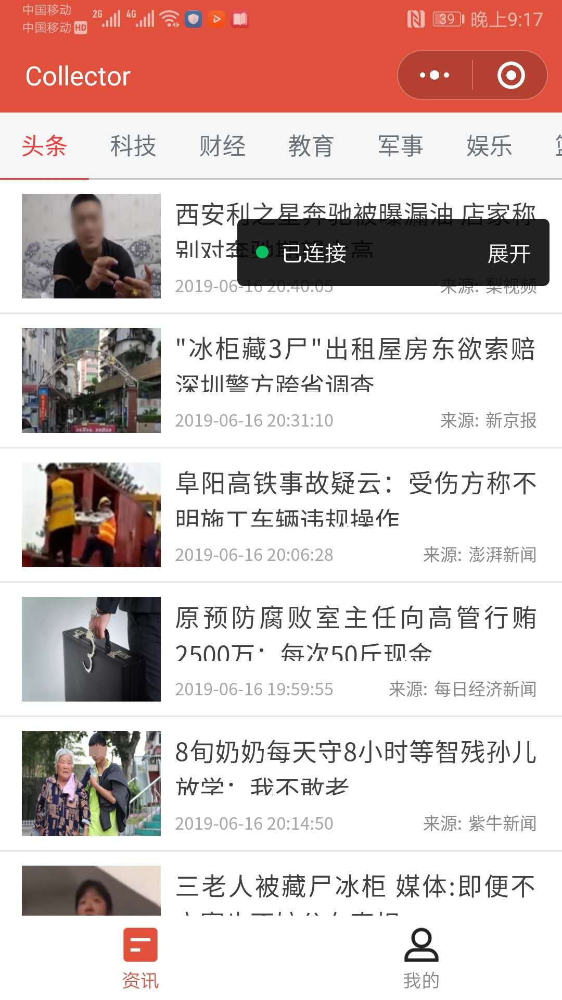 中国移动
中国移动 HD 2G 4G 39 晚上9:17
Collector
头条 科技 财经 教育 军事 娱乐
西安利之星奔驰被曝漏油 店家称
别对奔驰期望太高
已连接 展开
2019-06-16 20:40:05 来源: 梨视频
"冰柜藏3尸"出租屋房东欲索赔
深圳警方跨省调查
2019-06-16 20:31:10 来源: 新京报
阜阳高铁事故疑云：受伤方称不
明施工车辆违规操作
2019-06-16 20:06:28 来源: 澎湃新闻
原预防腐败室主任向高管行贿
2500万：每次50斤现金
2019-06-16 19:59:55 来源: 每日经济新闻
8旬奶奶每天守8小时等智残孙儿
放学：我不敢老
2019-06-16 20:14:50 来源: 紫牛新闻
三老人被藏尸冰柜 媒体:即便不
资讯 我的